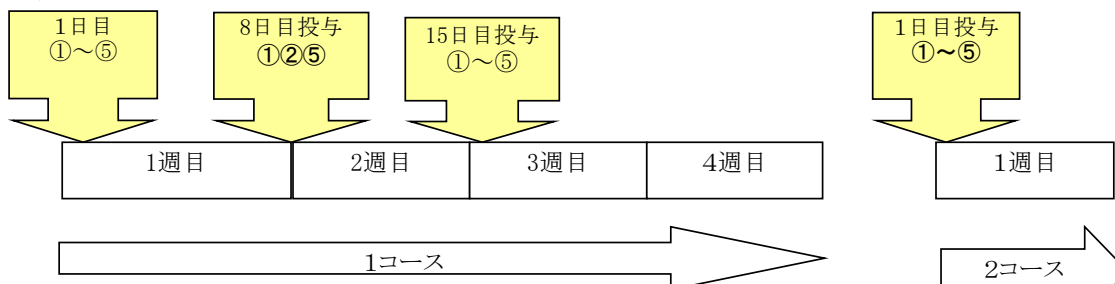 1日目
①～⑤
8日目投与
①②⑤
15日目投与
①～⑤
1日目投与
①～⑤
1週目
2週目
3週目
4週目
1週目
1コース
2コース